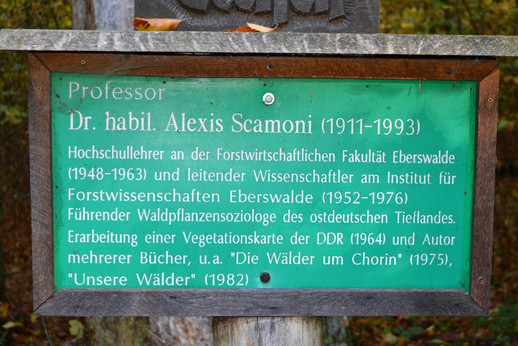 Professor
Dr. habil. Alexis Scamoni (1911-1993)
Hochschullehrer an der Forstwirtschaftlichen Fakultät Eberswalde
(1948-1963) und leitender Wissenschaftler am Institut für
Forstwissenschaften Eberswalde (1952-1976)
Führender Waldpflanzensoziologe des ostdeutschen Tieflandes.
Erarbeitung einer Vegetationskarte der DDR (1964) und Autor
mehrerer Bücher, u.a. "Die Wälder um Chorin" (1975),
"Unsere Wälder" (1982)